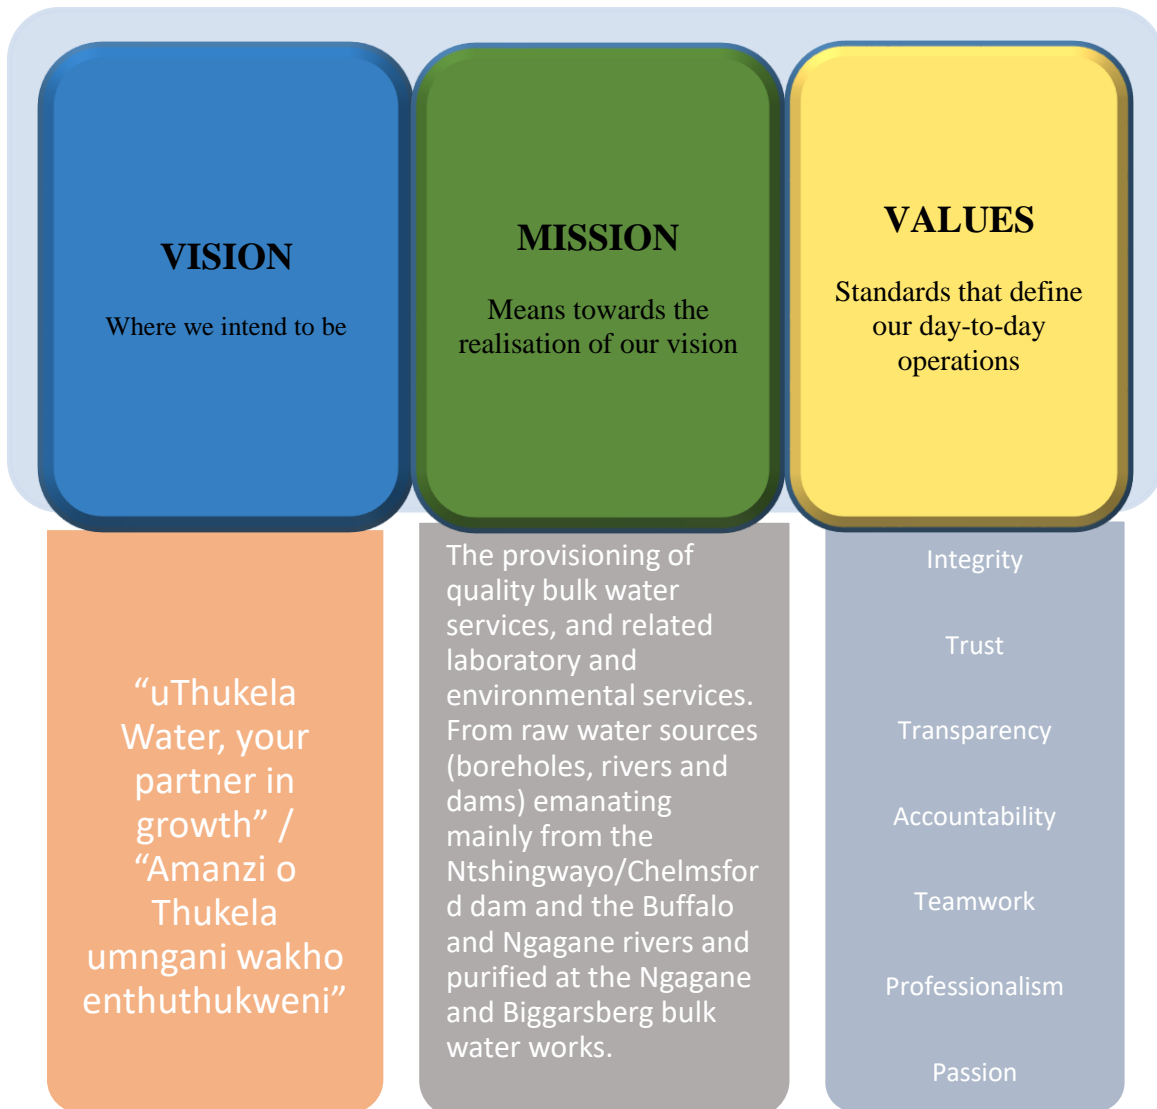 VISION
Where we intend to be
MISSION
Means towards the
realisation of our vision
VALUES
Standards that define
our day-to-day
operations
“uThukela
Water, your
partner in
growth” /
“Amanzi o
Thukela
umngani wakho
enthuthukweni”
The provisioning of
quality bulk water
services, and related
laboratory and
environmental services.
From raw water sources
(boreholes, rivers and
dams) emanating
mainly from the
Ntshingwayo/Chelmsfor
d dam and the Buffalo
and Ngagane rivers and
purified at the Ngagane
and Biggarsberg bulk
water works.
Integrity
Trust
Transparency
Accountability
Teamwork
Professionalism
Passion